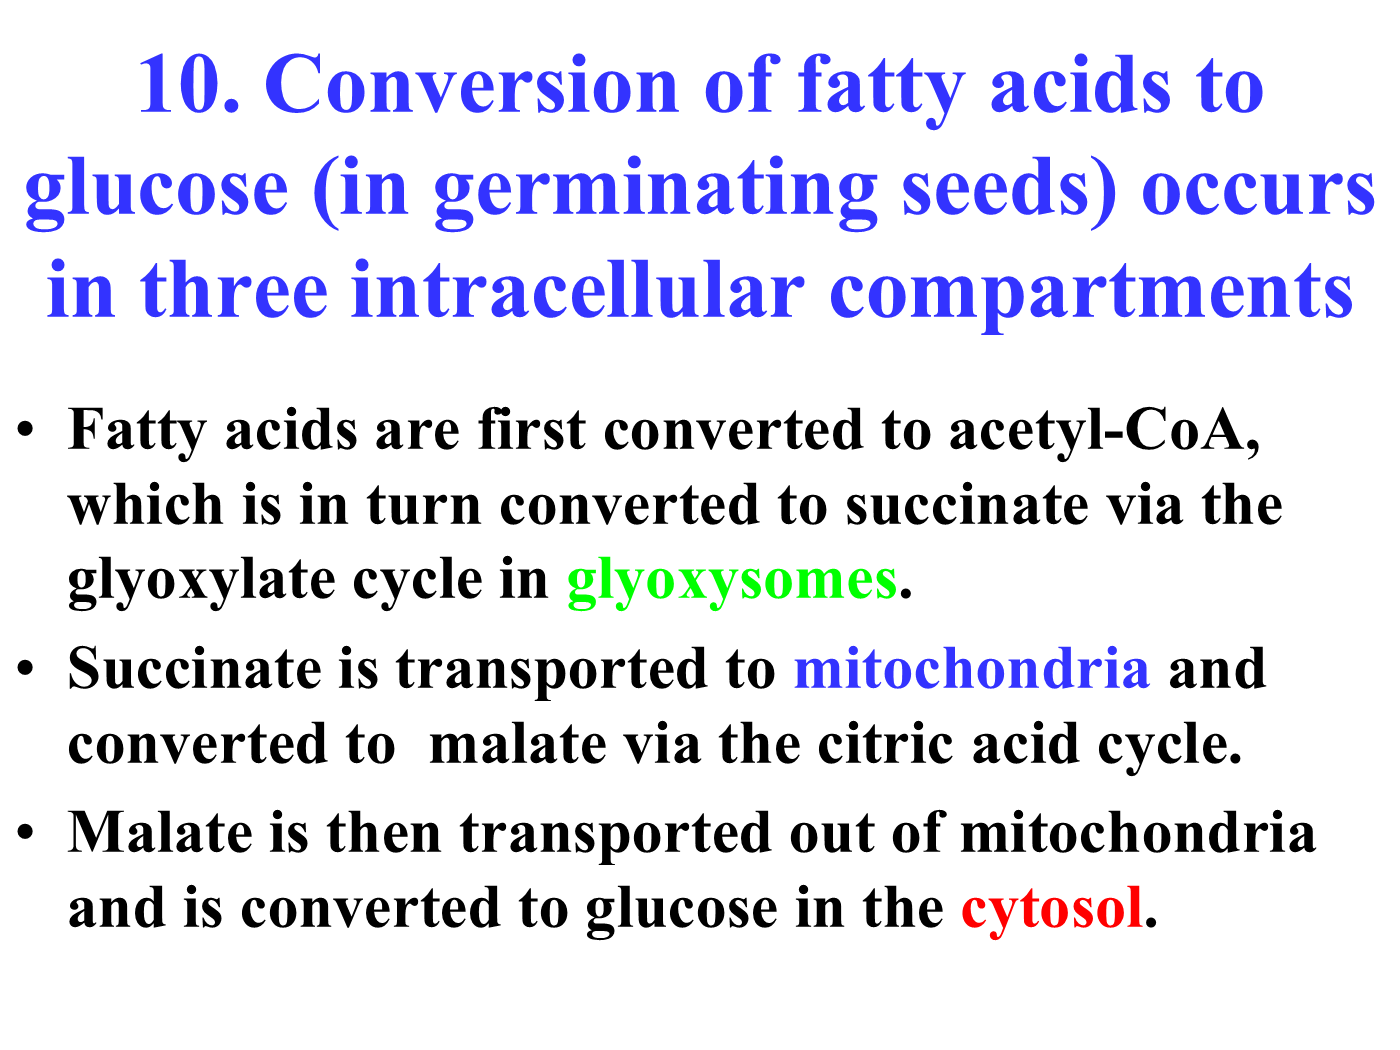 10. Conversion of fatty acids to
glucose (in germinating seeds) occurs
in three intracellular compartments
• Fatty acids are first converted to acetyl-CoA,
which is in turn converted to succinate via the
glyoxylate cycle in glyoxysomes.
• Succinate is transported to mitochondria and
converted to  malate via the citric acid cycle.
• Malate is then transported out of mitochondria
and is converted to glucose in the cytosol.